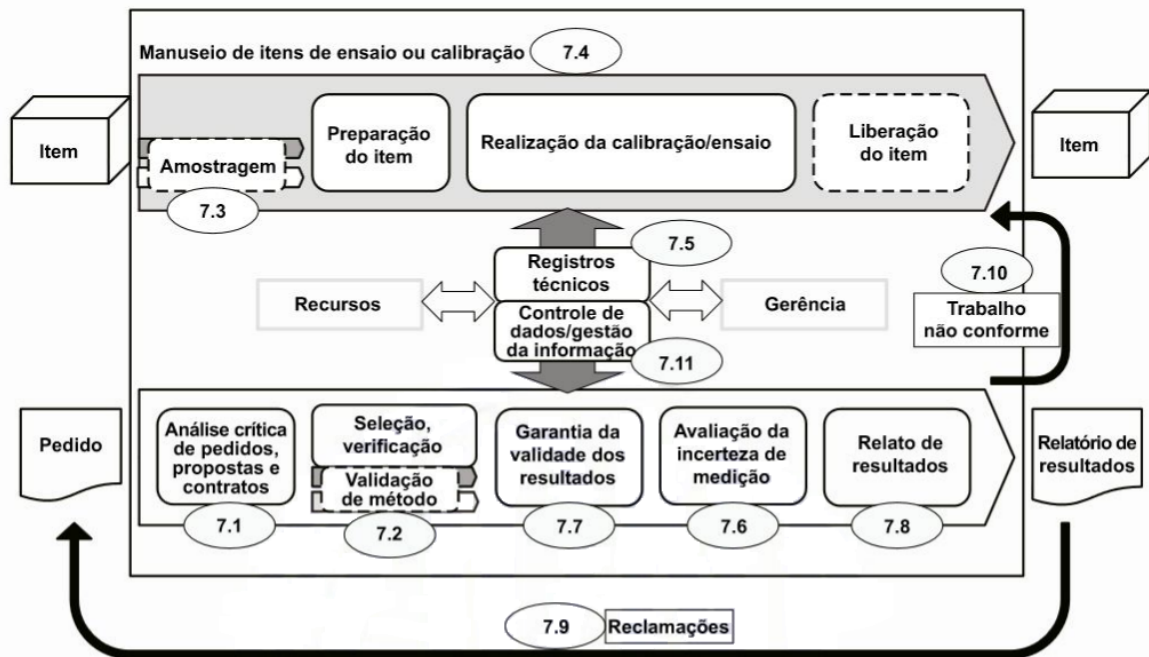 Manuseio de itens de ensaio ou calibração
7.4
Item
Amostragem
7.3
Preparação
do item
Realização da calibração/ensaio
Liberação
do item
Item
7.5
Registros
técnicos
Recursos
Controle de
dados/gestão
da informação
7.11
Gerência
7.10
Trabalho
não conforme
Pedido
Análise crítica
de pedidos,
propostas e
contratos
7.1
Seleção,
verificação
Validação
de método
7.2
Garantia da
validade dos
resultados
7.7
Avaliação da
incerteza de
medição
7.6
Relato de
resultados
7.8
Relatório de
resultados
7.9
Reclamações